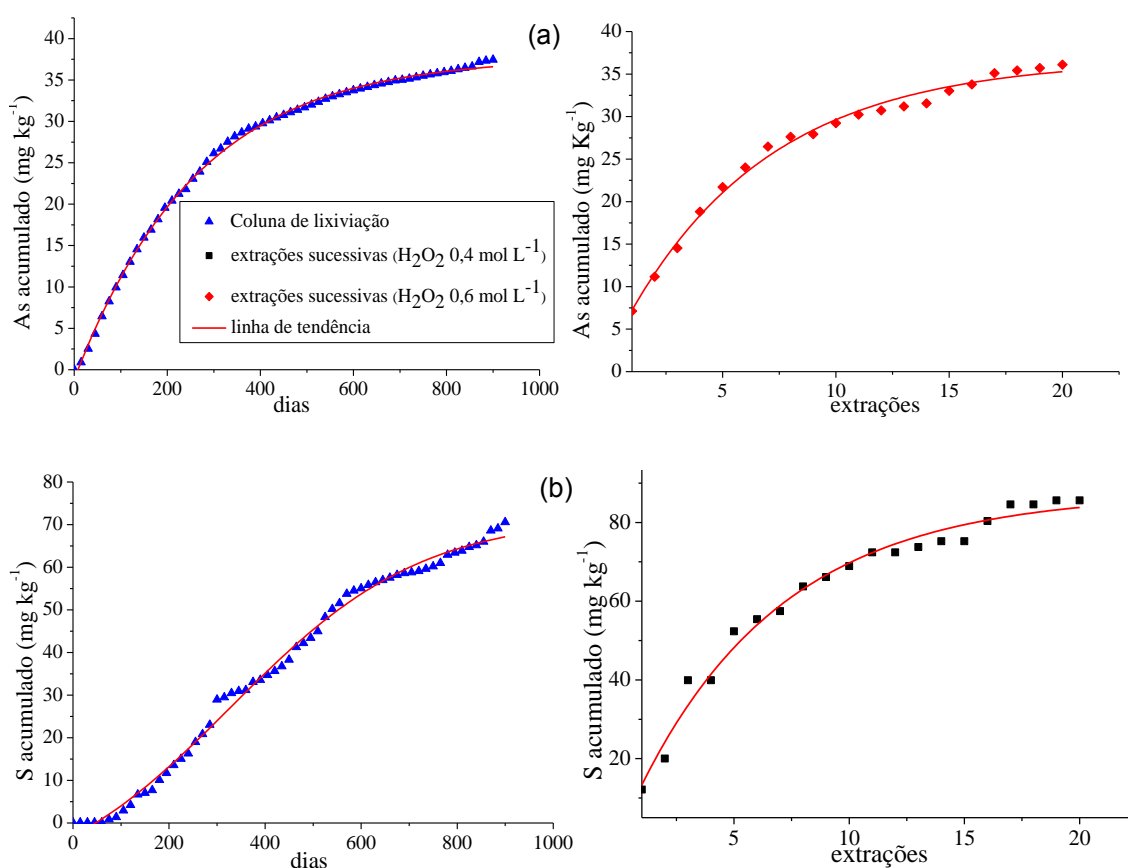 (a)
As acumulado (mg kg⁻¹)
40
35
30
25
20
15
10
5
0
0 200 400 600 800 1000
dias
Coluna de lixiviação
extrações sucessivas (H₂O₂ 0,4 mol L⁻¹)
extrações sucessivas (H₂O₂ 0,6 mol L⁻¹)
linha de tendência
As acumulado (mg Kg⁻¹)
40
35
30
25
20
15
10
5
0
5 10 15 20
extrações
(b)
S acumulado (mg kg⁻¹)
80
70
60
50
40
30
20
10
0
0 200 400 600 800 1000
dias
S acumulado (mg kg⁻¹)
80
60
40
20
5 10 15 20
extrações